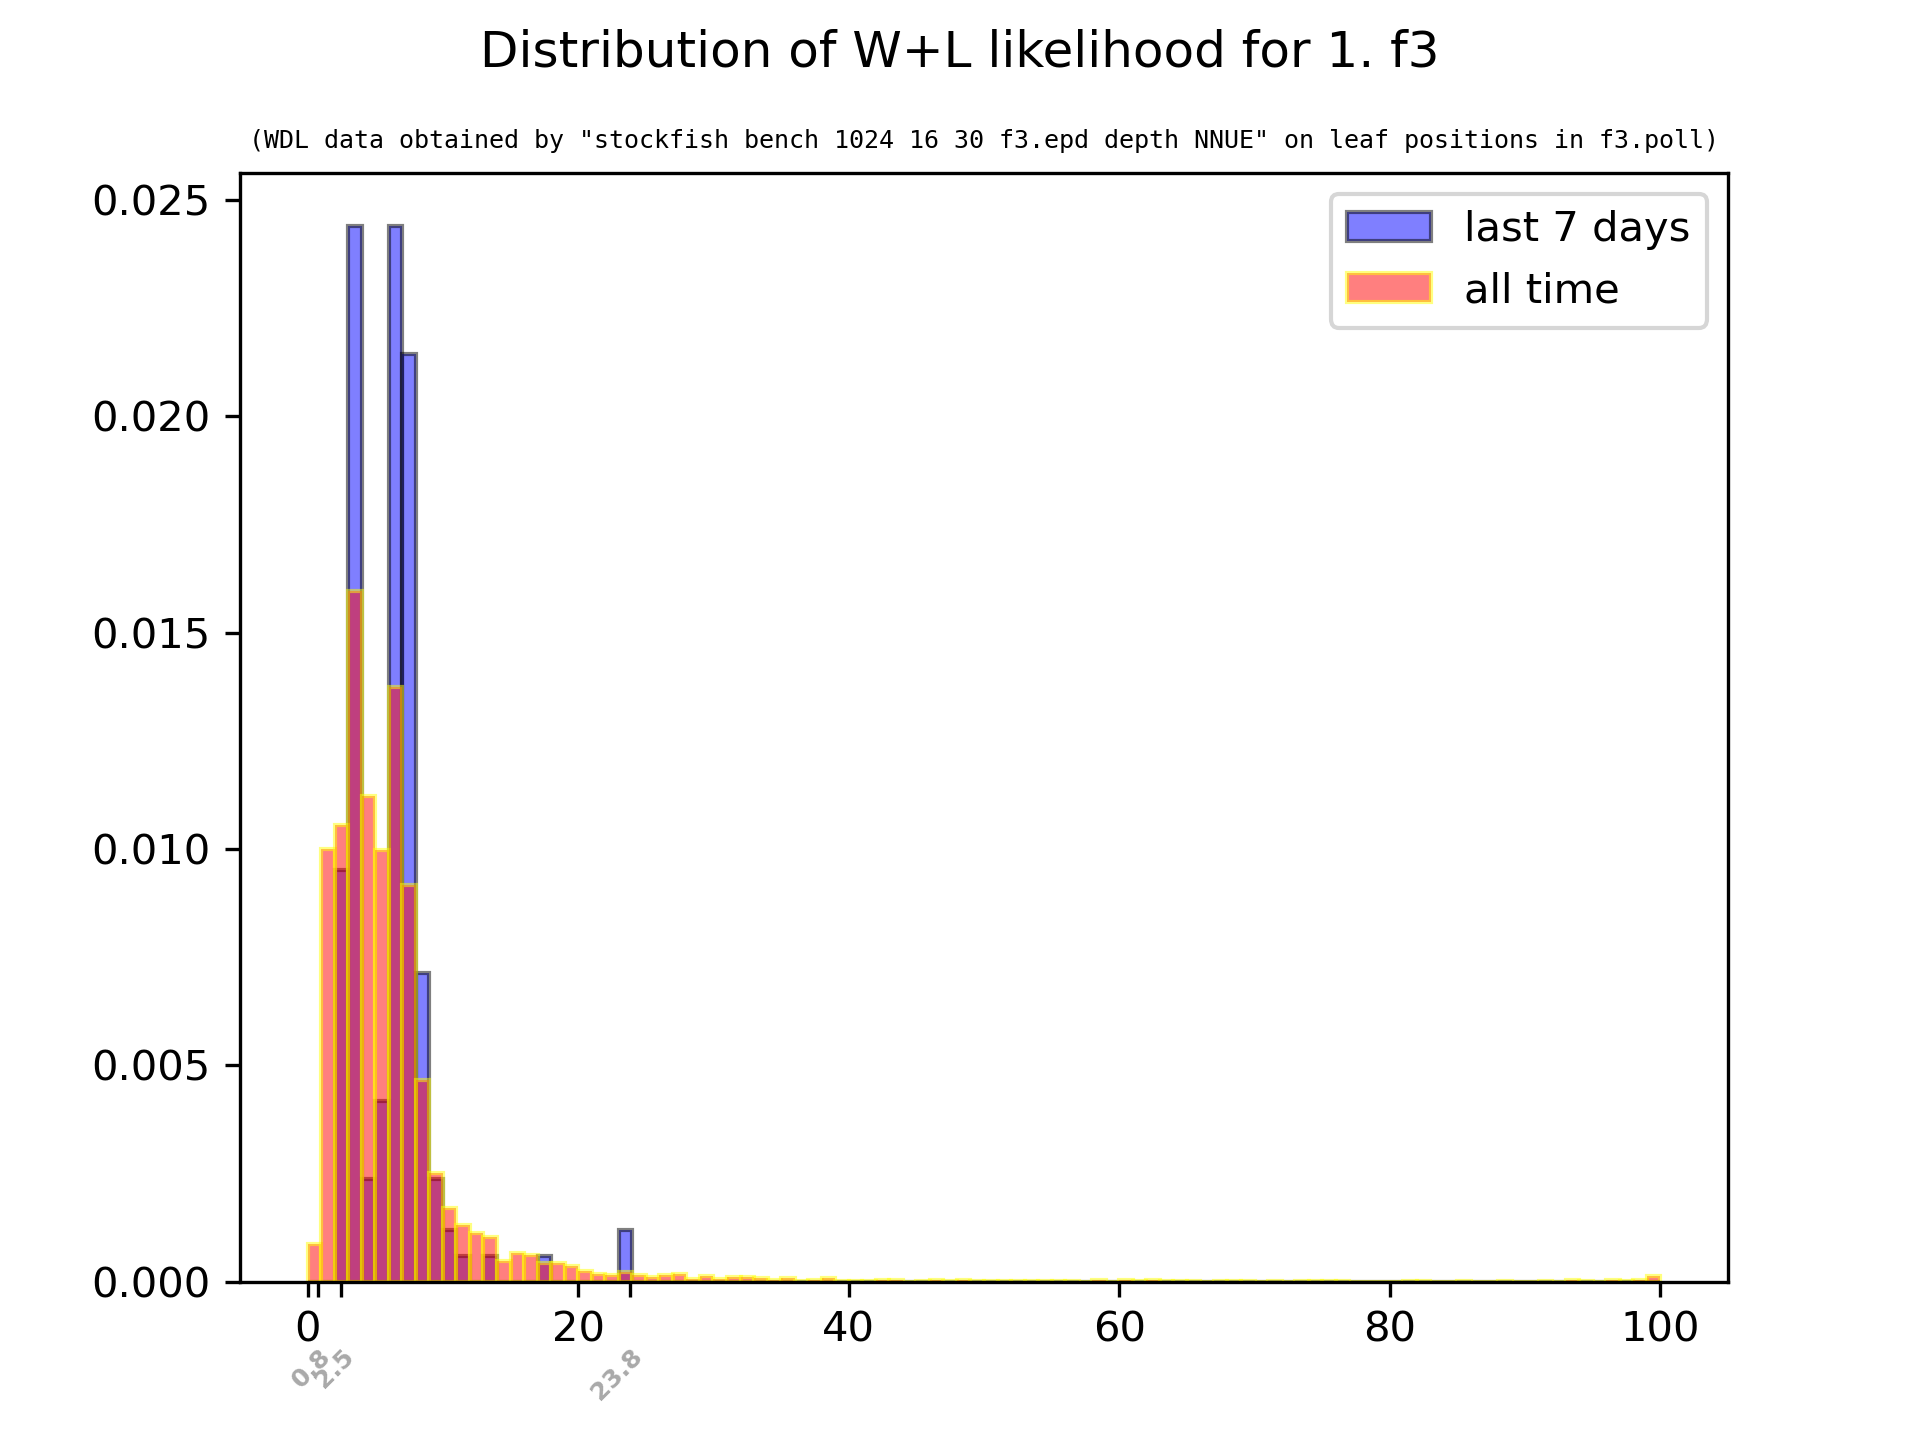 Distribution of W+L likelihood for 1. f3
(WDL data obtained by "stockfish bench 1024 16 30 f3.epd depth NNUE" on leaf positions in f3.poll)
last 7 days
all time
0.025
0.020
0.015
0.010
0.005
0.000
0 20 40 60 80 100
0.8 2.5 23.8